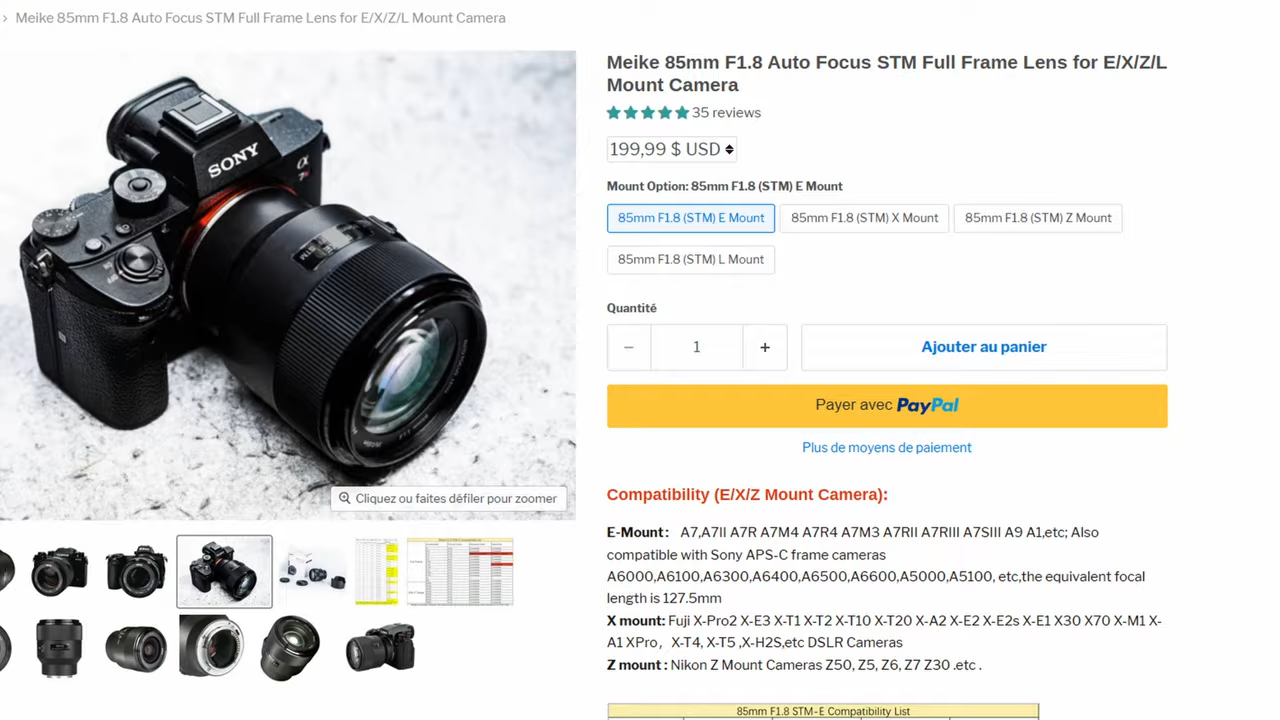 › Meike 85mm F1.8 Auto Focus STM Full Frame Lens for E/X/Z/L Mount Camera
SONY
α
7R
STM
Cliquez ou faites défiler pour zoomer
Meike 85mm F1.8 Auto Focus STM Full Frame Lens for E/X/Z/L
Mount Camera
35 reviews
199,99 $ USD
Mount Option: 85mm F1.8 (STM) E Mount
85mm F1.8 (STM) E Mount
85mm F1.8 (STM) X Mount
85mm F1.8 (STM) Z Mount
85mm F1.8 (STM) L Mount
Quantité
− 1 +
Ajouter au panier
Payer avec PayPal
Plus de moyens de paiement
Compatibility (E/X/Z Mount Camera):
E-Mount : A7,A7II A7R A7M4 A7R4 A7M3 A7RII A7RIII A7SIII A9 A1,etc; Also
compatible with Sony APS-C frame cameras
A6000,A6100,A6300,A6400,A6500,A6600,A5000,A5100, etc,the equivalent focal
length is 127.5mm
X mount: Fuji X-Pro2 X-E3 X-T1 X-T2 X-T10 X-T20 X-A2 X-E2 X-E2s X-E1 X30 X70 X-M1 X-
A1 XPro，X-T4, X-T5 ,X-H2S,etc DSLR Cameras
Z mount : Nikon Z Mount Cameras Z50, Z5, Z6, Z7 Z30 .etc .
85mm F1.8 STM-E Compatibility List